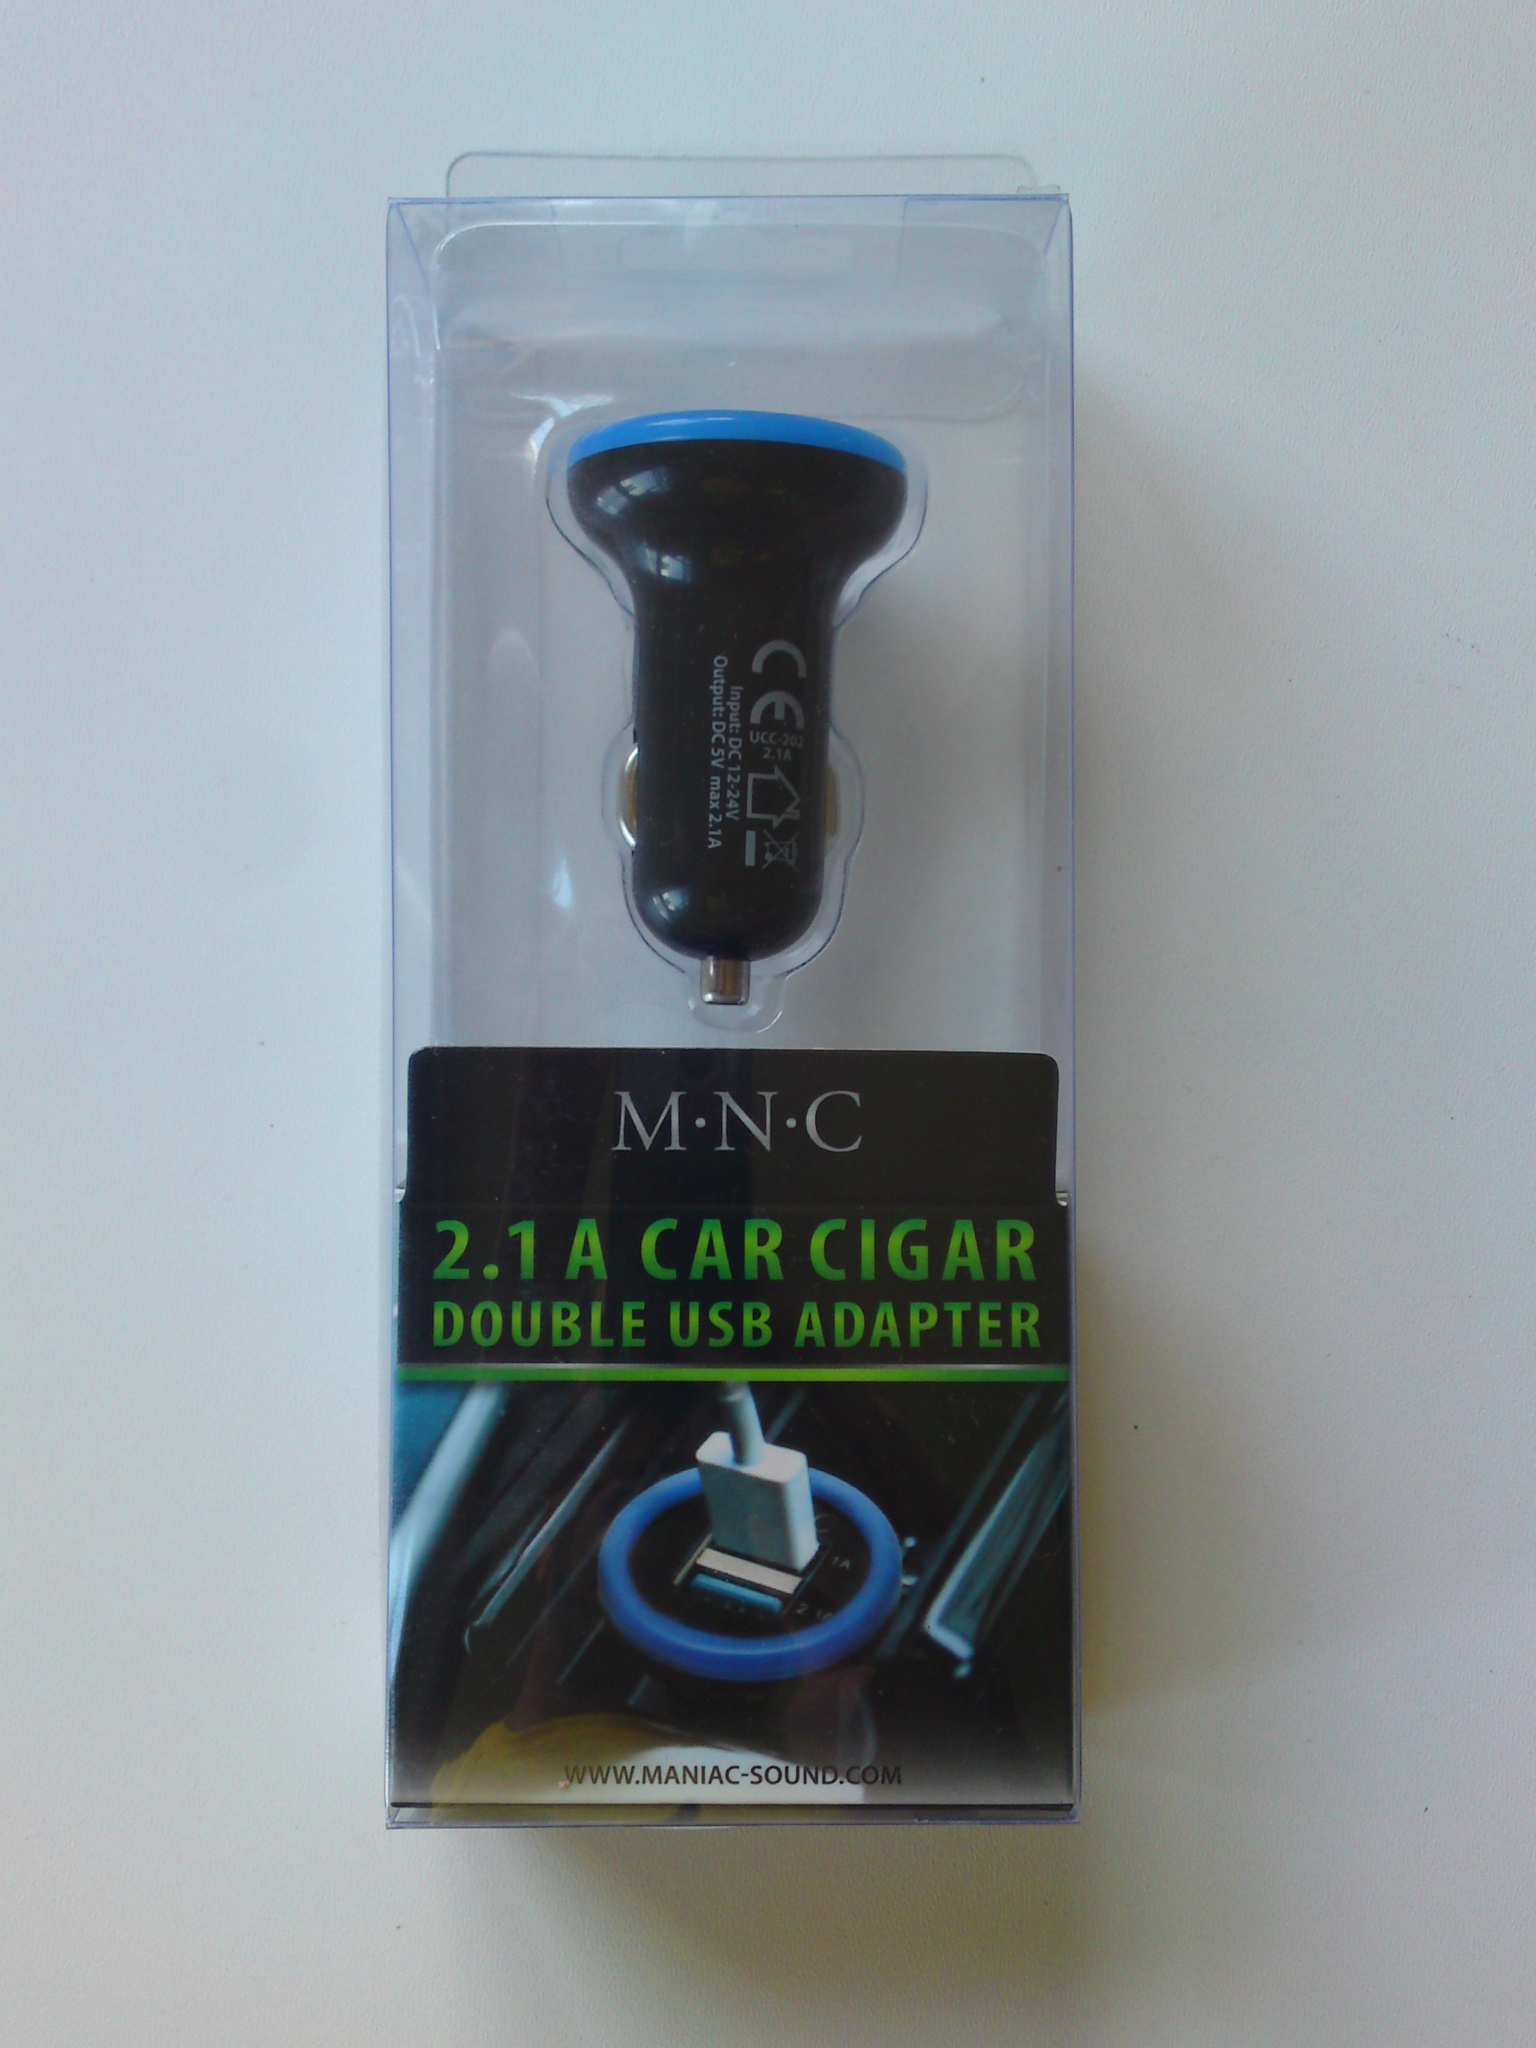 CE
UCC-202
2.1A
Input: DC 12-24V
Output: DC 5V max 2.1A
M·N·C
2.1 A CAR CIGAR
DOUBLE USB ADAPTER
1A
WWW.MANIAC-SOUND.COM